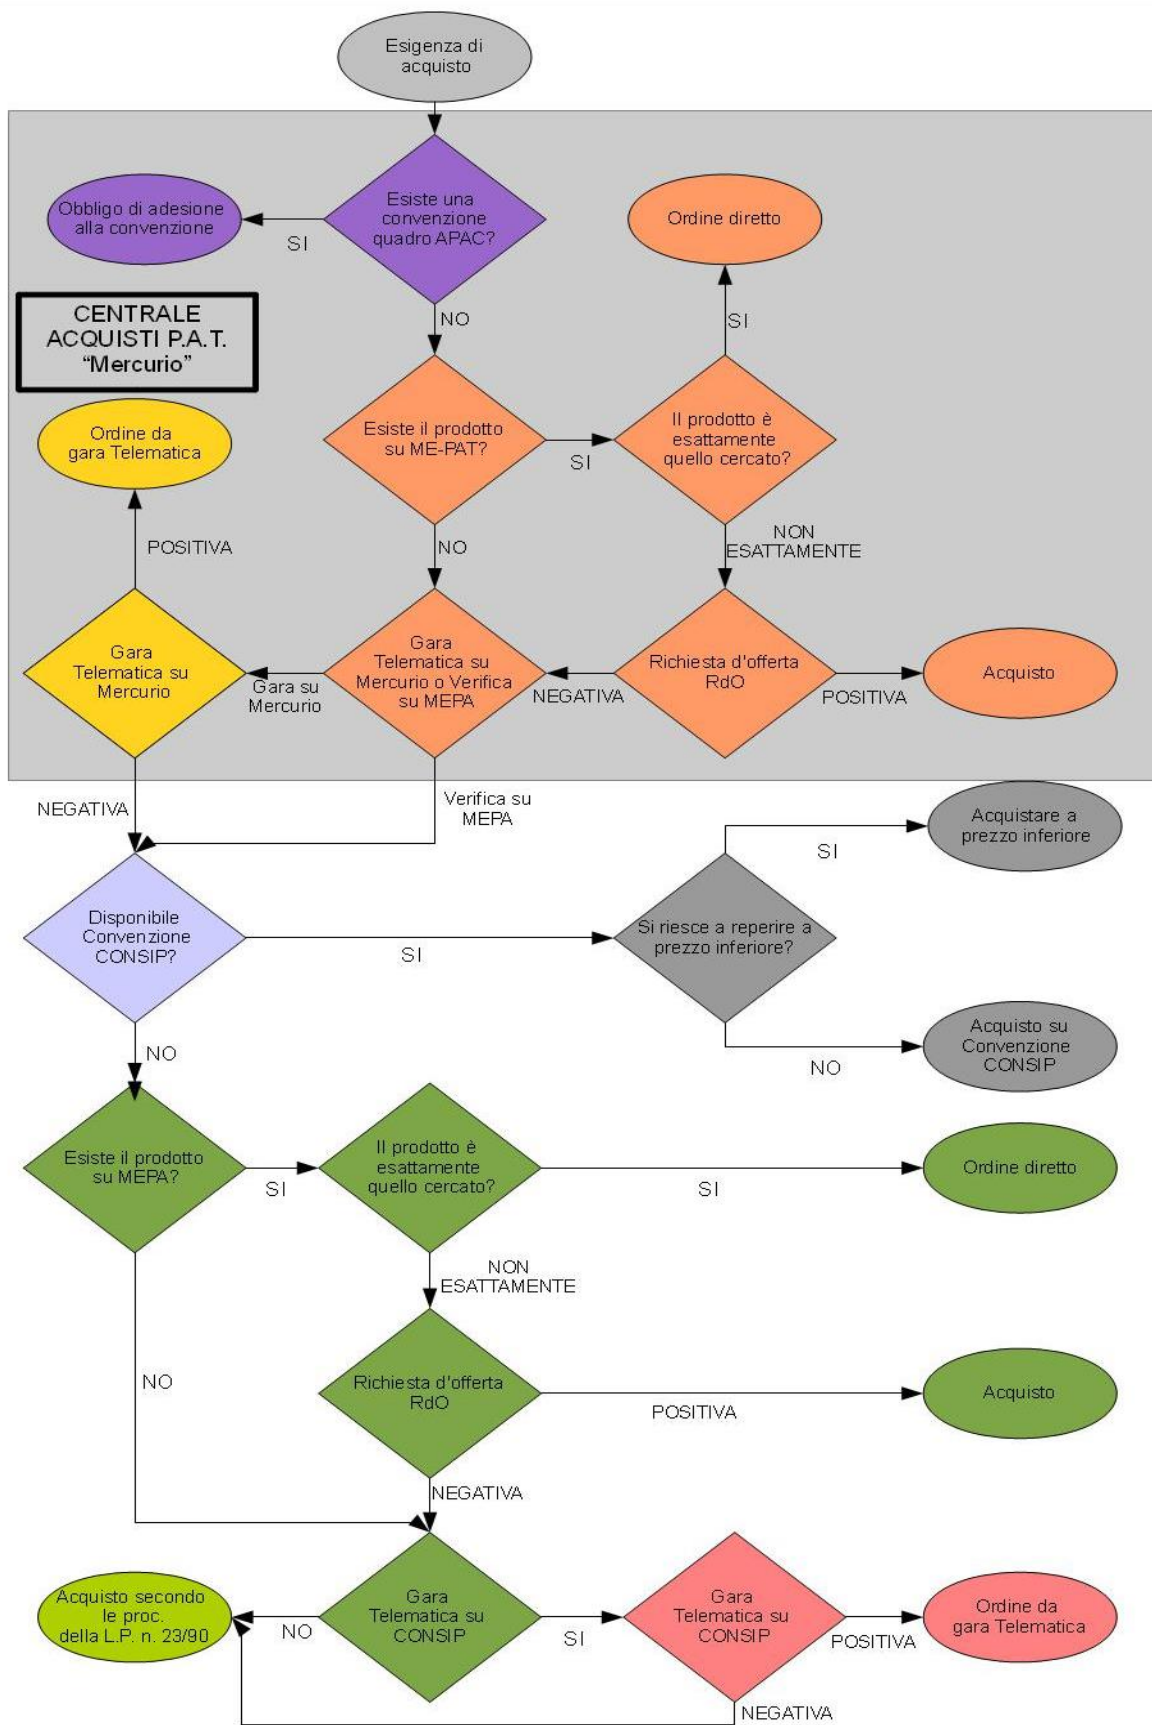 Esigenza di
acquisto
Esiste una
convenzione
quadro APAC?
SI
Obbligo di adesione
alla convenzione
Ordine diretto
CENTRALE
ACQUISTI P.A.T.
“Mercurio”
NO
SI
Esiste il prodotto
su ME-PAT?
SI
Il prodotto è
esattamente
quello cercato?
Ordine da
gara Telematica
POSITIVA
NO
NON
ESATTAMENTE
Gara
Telematica su
Mercurio
Gara su
Mercurio
Gara
Telematica su
Mercurio o Verifica
su MEPA
NEGATIVA
Richiesta d'offerta
RdO
POSITIVA
Acquisto
NEGATIVA
Verifica su
MEPA
Acquistare a
prezzo inferiore
SI
Disponibile
Convenzione
CONSIP?
SI
Si riesce a reperire a
prezzo inferiore?
NO
NO
Acquisto su
Convenzione
CONSIP
Esiste il prodotto
su MEPA?
SI
Il prodotto è
esattamente
quello cercato?
SI
Ordine diretto
NON
ESATTAMENTE
NO
Richiesta d'offerta
RdO
POSITIVA
Acquisto
NEGATIVA
Acquisto secondo
le proc.
della L.P. n. 23/90
NO
Gara
Telematica su
CONSIP
SI
Gara
Telematica su
CONSIP
POSITIVA
Ordine da
gara Telematica
NEGATIVA